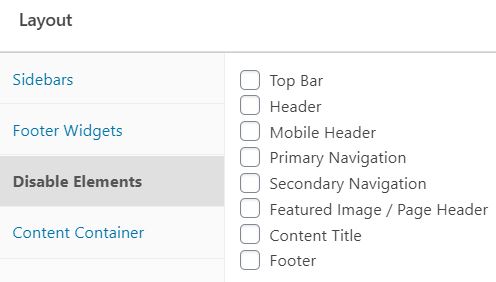 Layout
Sidebars
Footer Widgets
Disable Elements
Content Container
Top Bar
Header
Mobile Header
Primary Navigation
Secondary Navigation
Featured Image / Page Header
Content Title
Footer